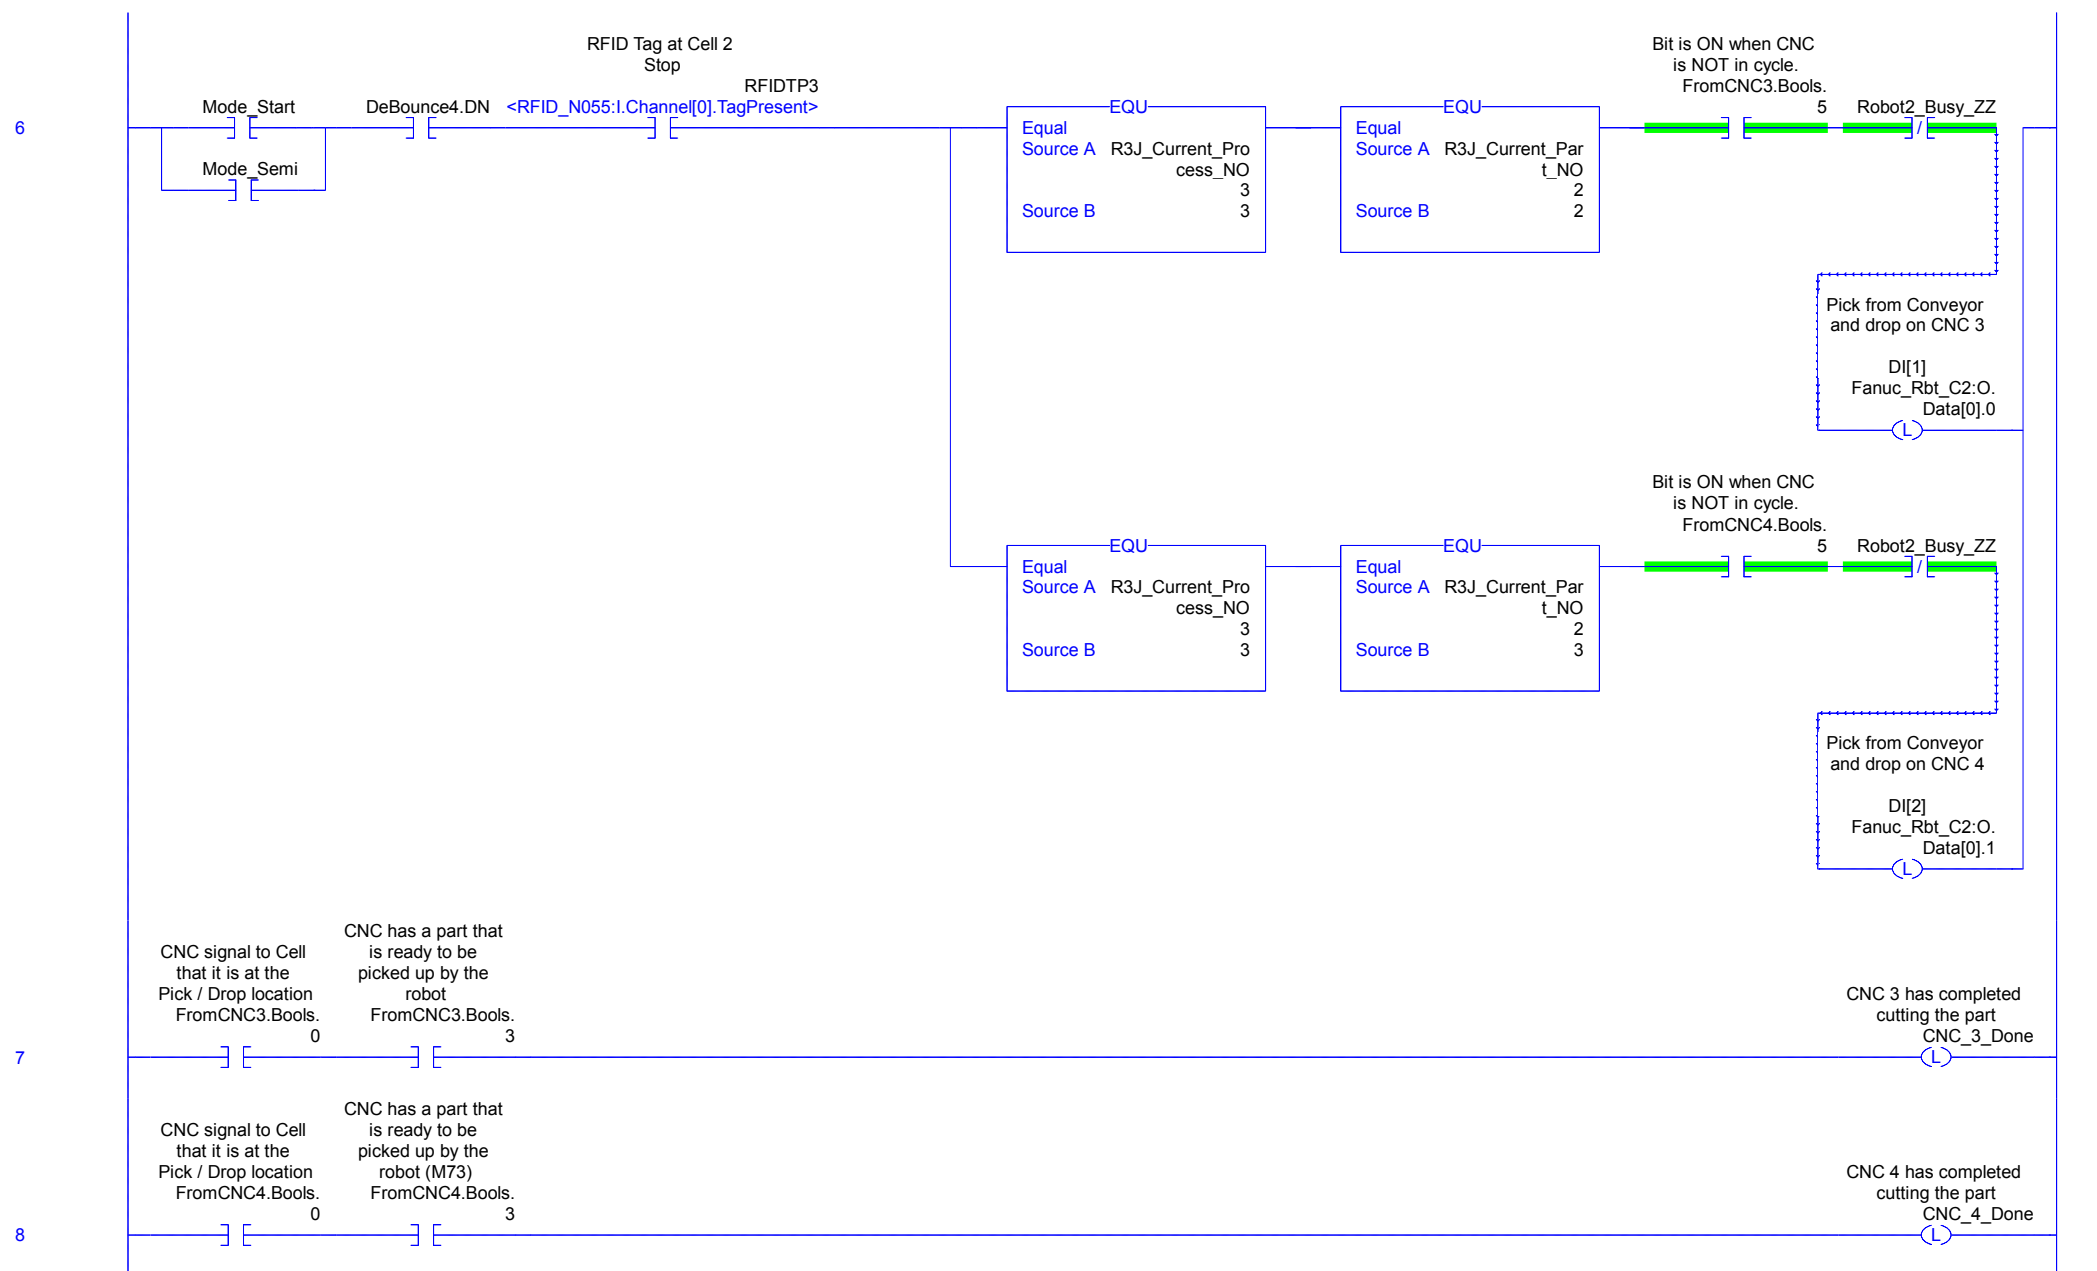 RFID Tag at Cell 2
Stop
RFIDTP3
Mode_Start
DeBounce4.DN
<RFID_N055:I.Channel[0].TagPresent>
6
Mode_Semi
EQU
Equal
Source A R3J_Current_Pro
cess_NO
3
Source B 3
EQU
Equal
Source A R3J_Current_Par
t_NO
2
Source B 2
Bit is ON when CNC
is NOT in cycle.
FromCNC3.Bools.
5
Robot2_Busy_ZZ
Pick from Conveyor
and drop on CNC 3
DI[1]
Fanuc_Rbt_C2:O.
Data[0].0
L
EQU
Equal
Source A R3J_Current_Pro
cess_NO
3
Source B 3
EQU
Equal
Source A R3J_Current_Par
t_NO
2
Source B 3
Bit is ON when CNC
is NOT in cycle.
FromCNC4.Bools.
5
Robot2_Busy_ZZ
Pick from Conveyor
and drop on CNC 4
DI[2]
Fanuc_Rbt_C2:O.
Data[0].1
L
7
CNC signal to Cell
that it is at the
Pick / Drop location
FromCNC3.Bools.
0
CNC has a part that
is ready to be
picked up by the
robot
FromCNC3.Bools.
3
CNC 3 has completed
cutting the part
CNC_3_Done
L
8
CNC signal to Cell
that it is at the
Pick / Drop location
FromCNC4.Bools.
0
CNC has a part that
is ready to be
picked up by the
robot (M73)
FromCNC4.Bools.
3
CNC 4 has completed
cutting the part
CNC_4_Done
L